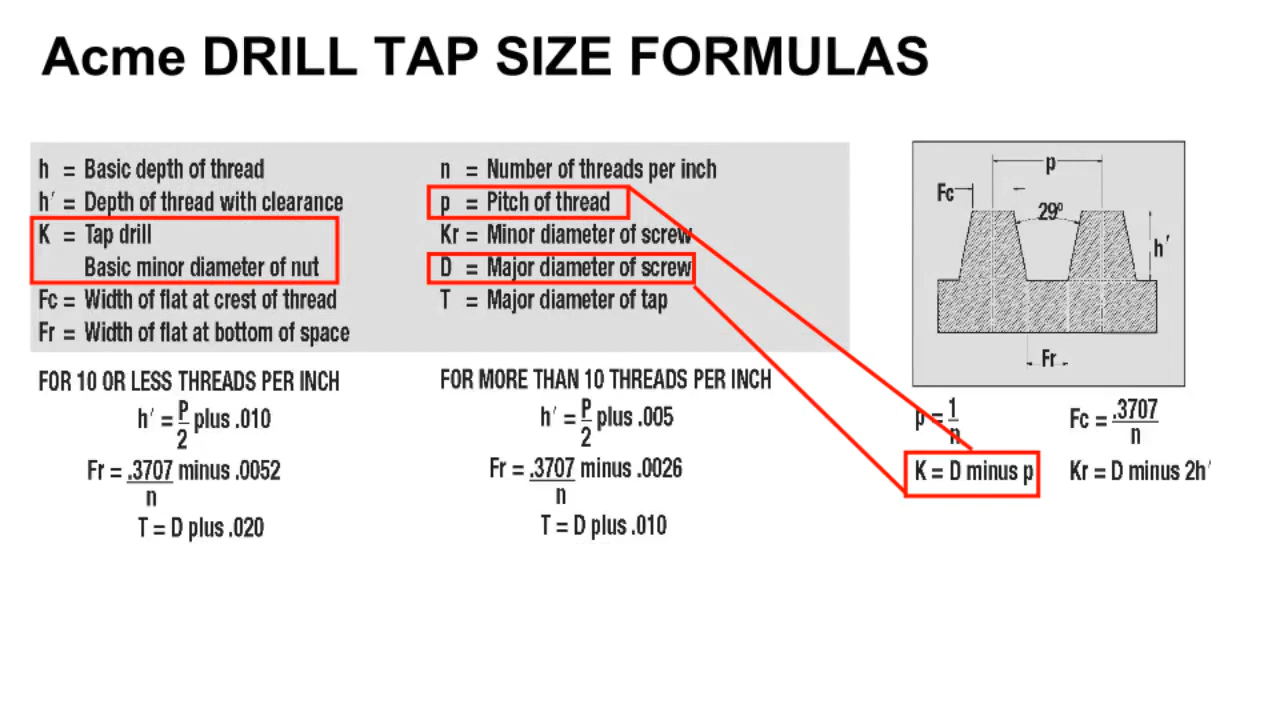 Acme DRILL TAP SIZE FORMULAS
h = Basic depth of thread
h′ = Depth of thread with clearance
K = Tap drill
Basic minor diameter of nut
Fc = Width of flat at crest of thread
Fr = Width of flat at bottom of space
n = Number of threads per inch
p = Pitch of thread
Kr = Minor diameter of screw
D = Major diameter of screw
T = Major diameter of tap
p
Fc
29º
h′
Fr
FOR 10 OR LESS THREADS PER INCH
h′ = P/2 plus .010
Fr = .3707/n minus .0052
T = D plus .020
FOR MORE THAN 10 THREADS PER INCH
h′ = P/2 plus .005
Fr = .3707/n minus .0026
T = D plus .010
p = 1/n
Fc = .3707/n
K = D minus p
Kr = D minus 2h′